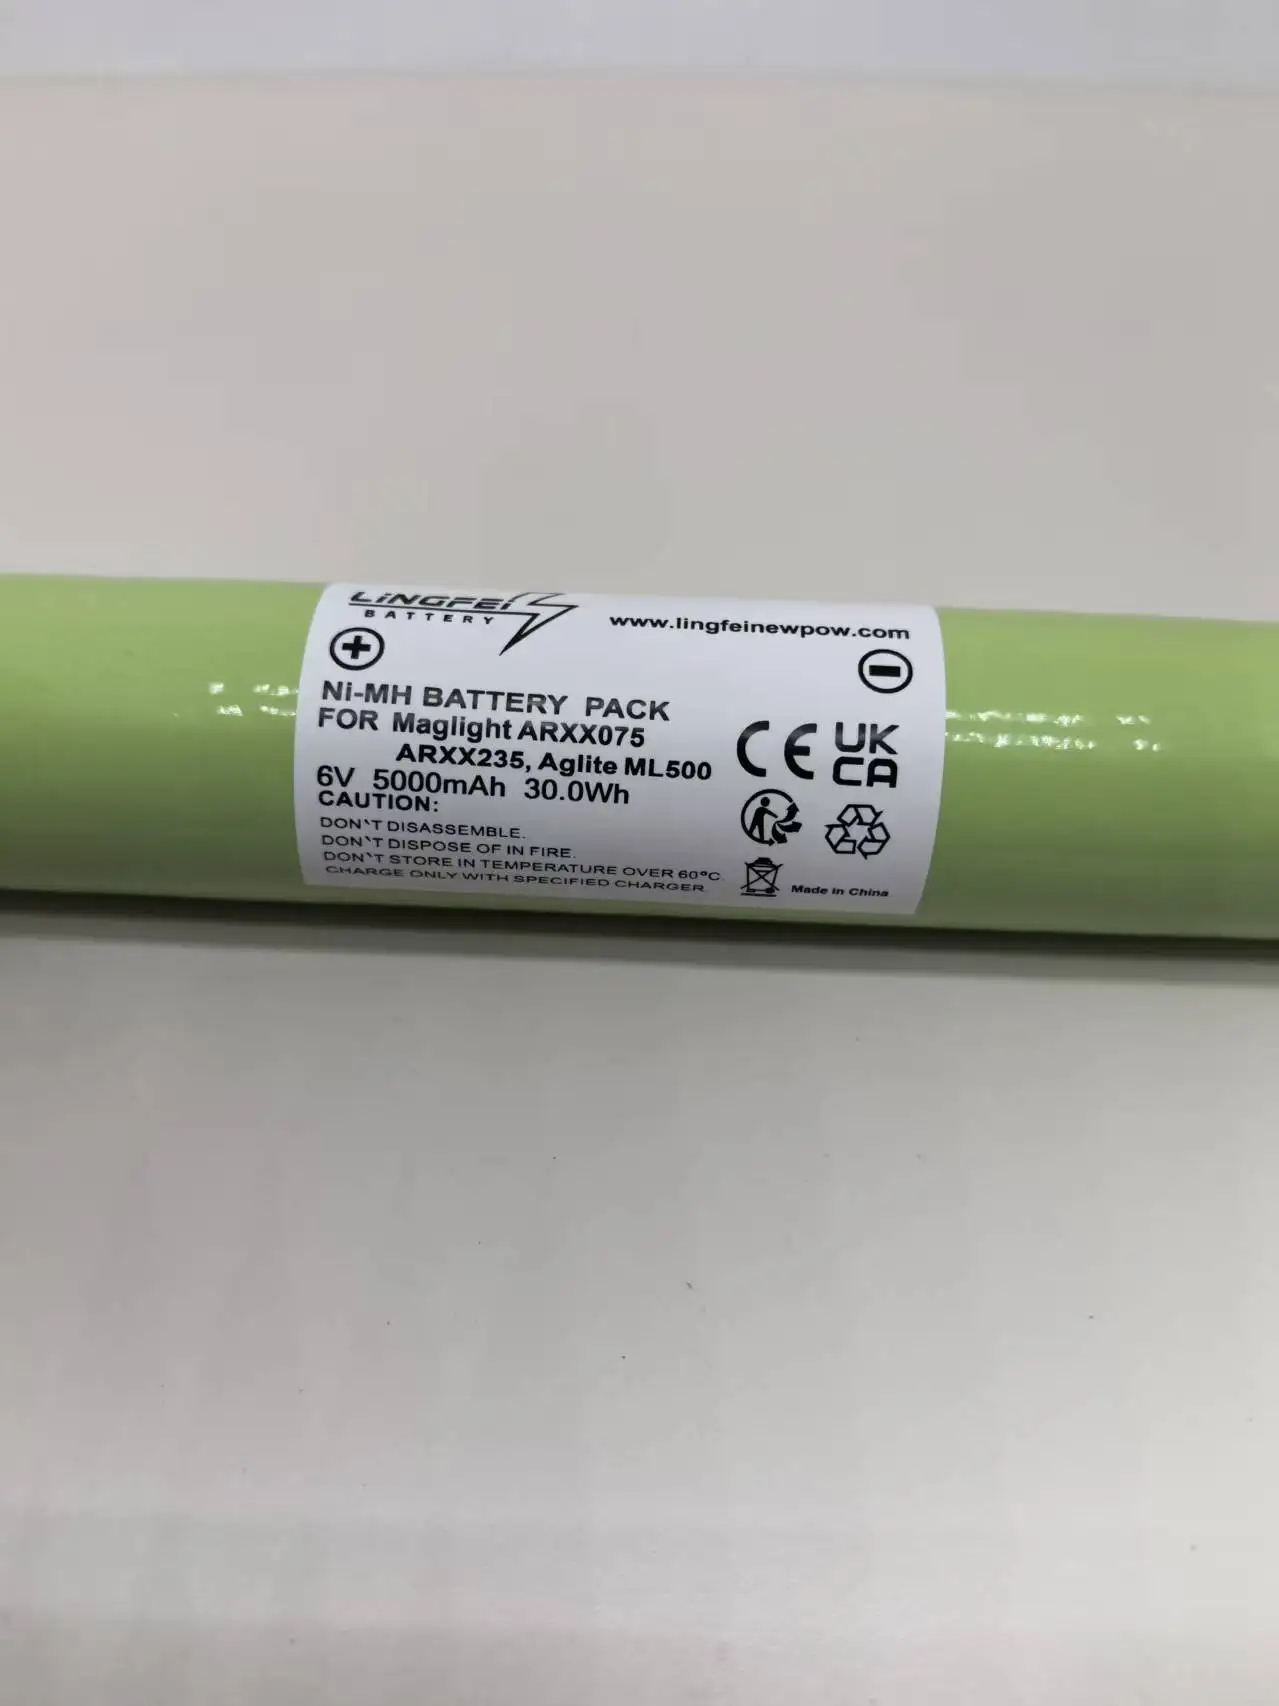 LiNGFEi
BATTERY
www.lingfeinewpow.com
+
−
Ni-MH BATTERY PACK
FOR Maglight ARXX075
ARXX235, Aglite ML500
6V 5000mAh 30.0Wh
CAUTION:
DON`T DISASSEMBLE.
DON`T DISPOSE OF IN FIRE.
DON`T STORE IN TEMPERATURE OVER 60°C.
CHARGE ONLY WITH SPECIFIED CHARGER.
CE
UK
CA
Made in China